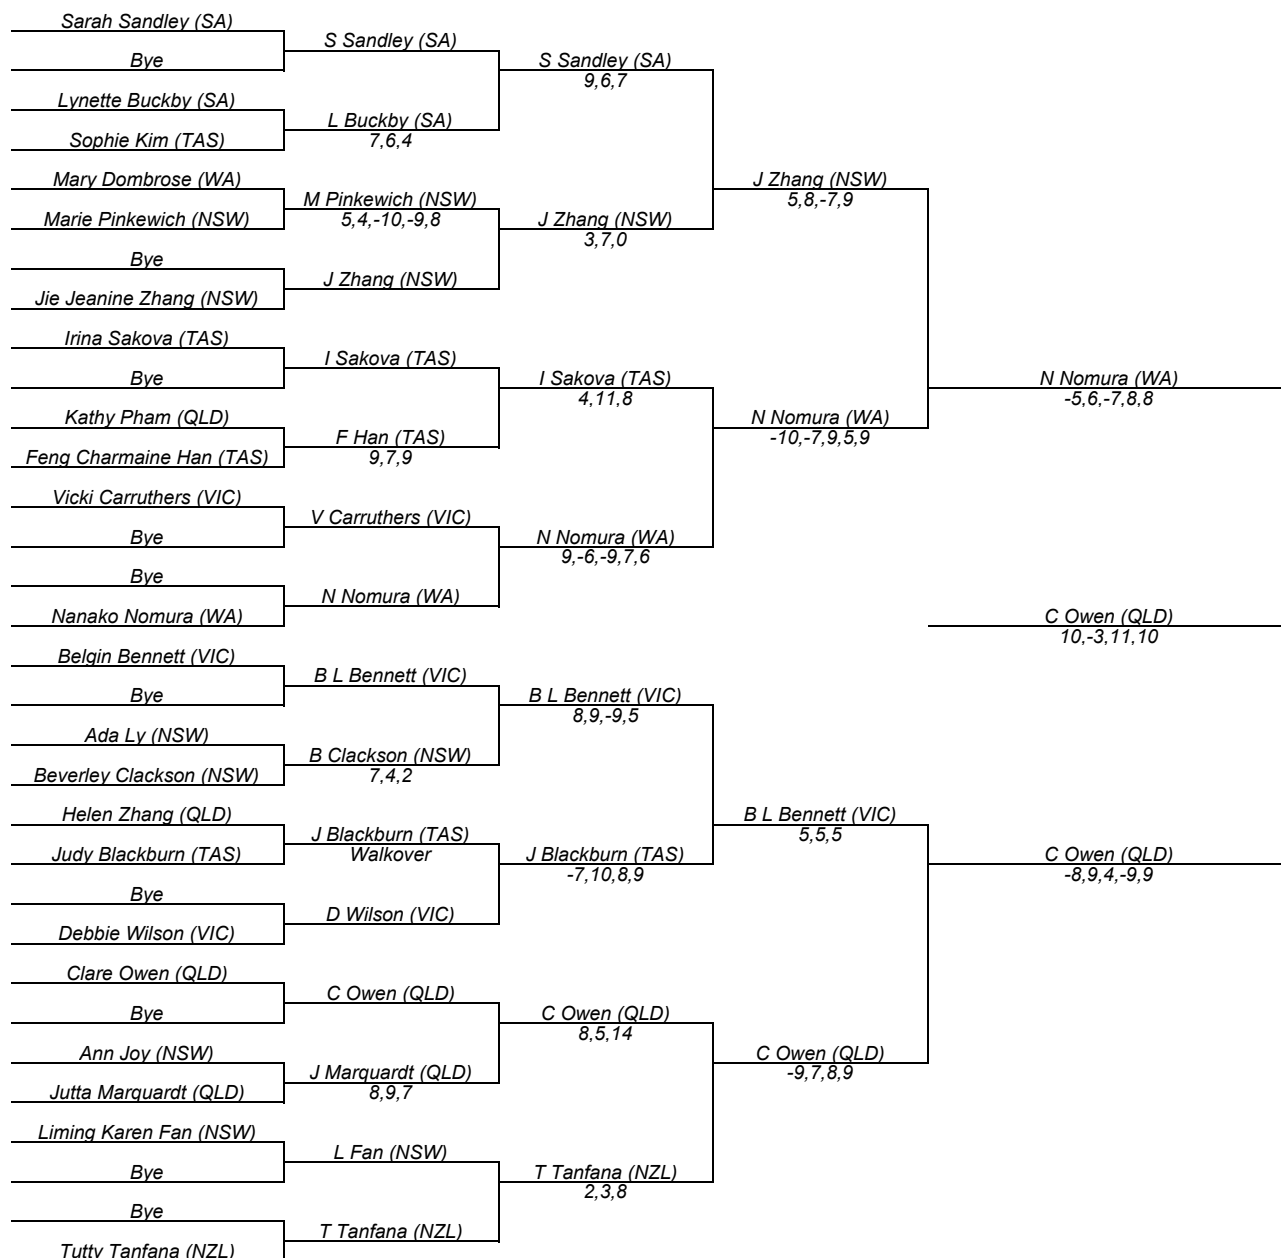 Sarah Sandley (SA)
Bye
Lynette Buckby (SA)
Sophie Kim (TAS)
Mary Dombrose (WA)
Marie Pinkewich (NSW)
Bye
Jie Jeanine Zhang (NSW)
Irina Sakova (TAS)
Bye
Kathy Pham (QLD)
Feng Charmaine Han (TAS)
Vicki Carruthers (VIC)
Bye
Bye
Nanako Nomura (WA)
Belgin Bennett (VIC)
Bye
Ada Ly (NSW)
Beverley Clackson (NSW)
Helen Zhang (QLD)
Judy Blackburn (TAS)
Bye
Debbie Wilson (VIC)
Clare Owen (QLD)
Bye
Ann Joy (NSW)
Jutta Marquardt (QLD)
Liming Karen Fan (NSW)
Bye
Bye
Tutty Tanfana (NZL)
S Sandley (SA)
L Buckby (SA)
7,6,4
M Pinkewich (NSW)
5,4,-10,-9,8
J Zhang (NSW)
I Sakova (TAS)
F Han (TAS)
9,7,9
V Carruthers (VIC)
N Nomura (WA)
B L Bennett (VIC)
B Clackson (NSW)
7,4,2
J Blackburn (TAS)
Walkover
D Wilson (VIC)
C Owen (QLD)
J Marquardt (QLD)
8,9,7
L Fan (NSW)
T Tanfana (NZL)
S Sandley (SA)
9,6,7
J Zhang (NSW)
3,7,0
I Sakova (TAS)
4,11,8
N Nomura (WA)
9,-6,-9,7,6
B L Bennett (VIC)
8,9,-9,5
J Blackburn (TAS)
-7,10,8,9
C Owen (QLD)
8,5,14
T Tanfana (NZL)
2,3,8
J Zhang (NSW)
5,8,-7,9
N Nomura (WA)
-10,-7,9,5,9
B L Bennett (VIC)
5,5,5
C Owen (QLD)
-9,7,8,9
N Nomura (WA)
-5,6,-7,8,8
C Owen (QLD)
10,-3,11,10
C Owen (QLD)
-8,9,4,-9,9